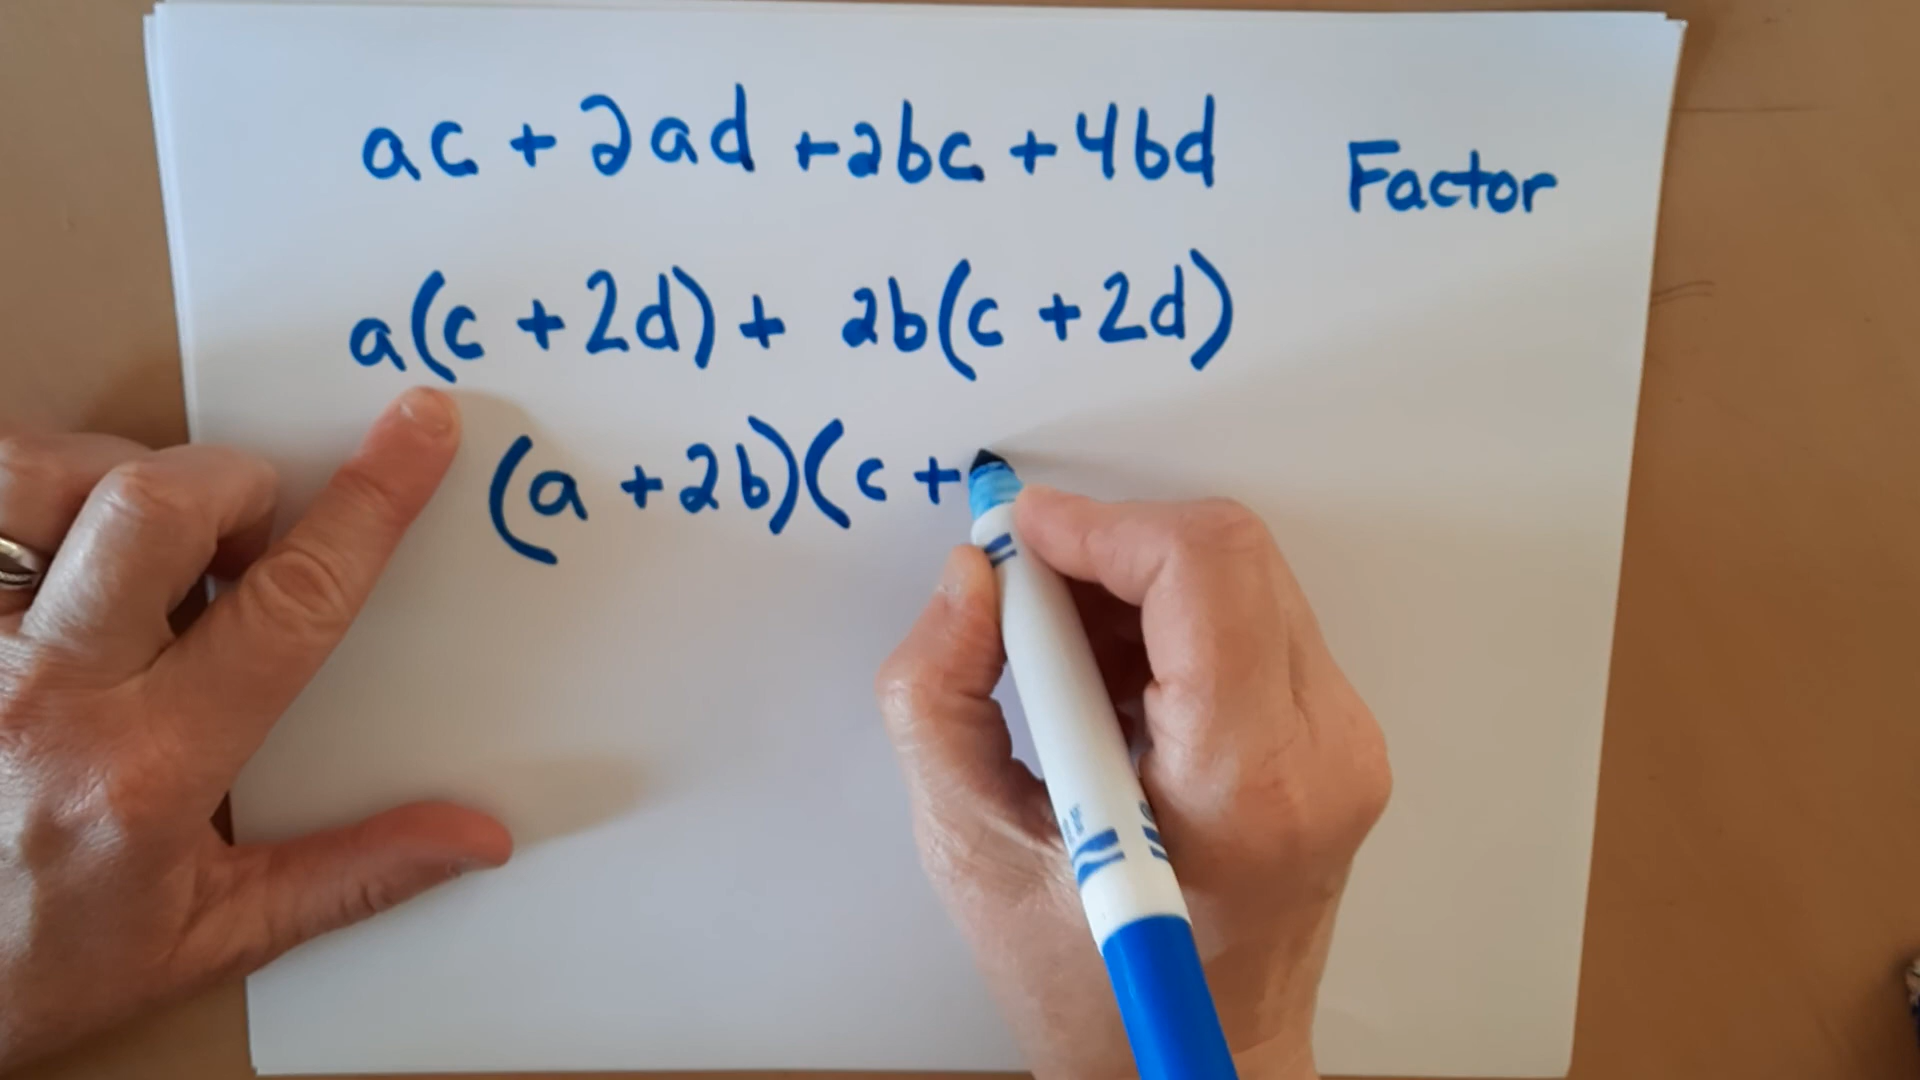 ac + 2ad + 2bc + 4bd
Factor
a(c + 2d) + 2b(c + 2d)
(a + 2b)(c +